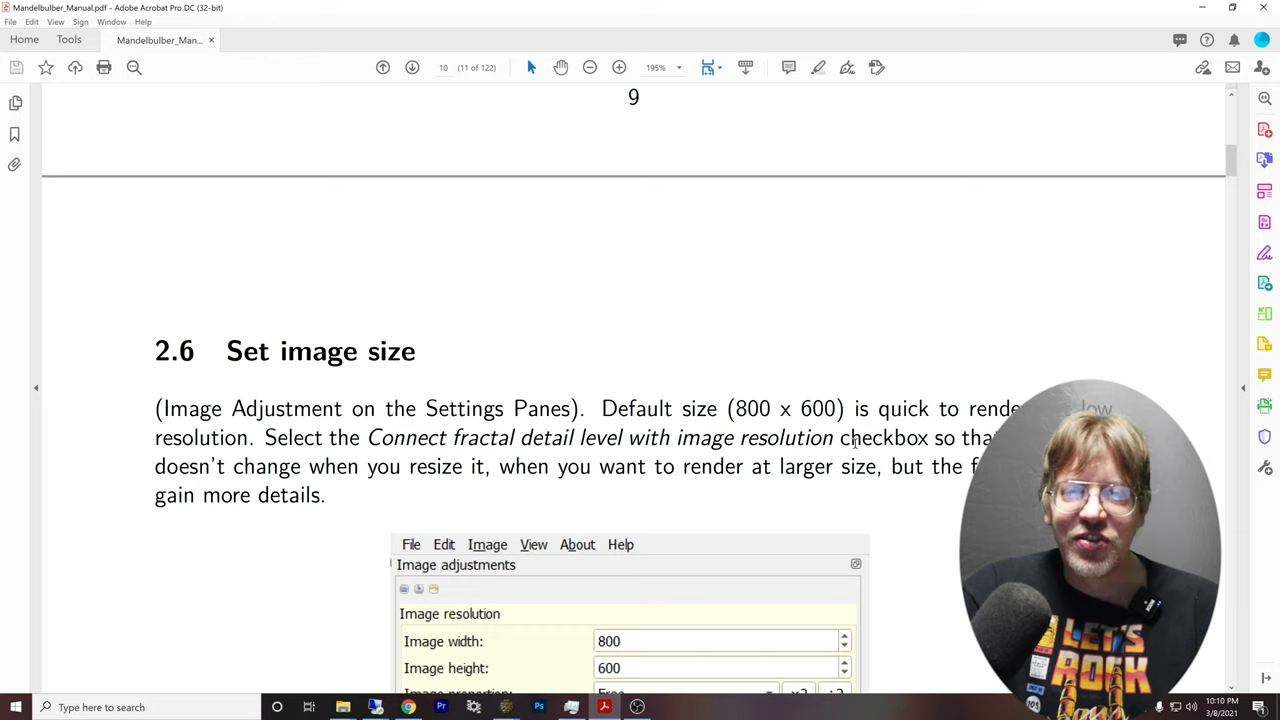 Mandelbulber_Manual.pdf - Adobe Acrobat Pro DC (32-bit)
File Edit View Sign Window Help
Home Tools Mandelbulber_Man... ×
10 (11 of 122) 195%
9
2.6 Set image size
(Image Adjustment on the Settings Panes). Default size (800 x 600) is quick to rende low
resolution. Select the Connect fractal detail level with image resolution checkbox so tha
doesn't change when you resize it, when you want to render at larger size, but the f
gain more details.
File Edit Image View About Help
Image adjustments
Image resolution
Image width: 800
Image height: 600
LET'S
ROCK
Type here to search
10:10 PM
3/8/2021